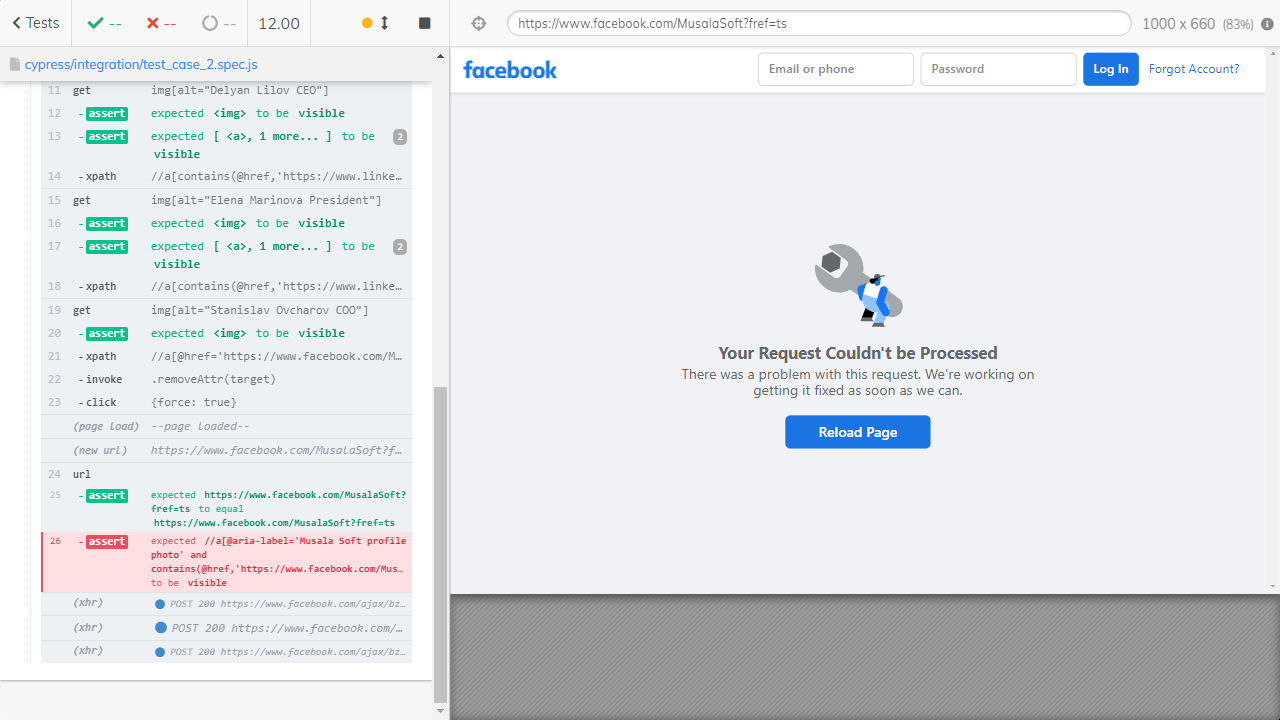 Tests
--
--
--
12.00
https://www.facebook.com/MusalaSoft?fref=ts
1000 x 660 (83%)
cypress/integration/test_case_2.spec.js
11 get img[alt="Delyan Lilov CEO"]
12 -assert expected <img> to be visible
13 -assert expected [ <a>, 1 more... ] to be 2
visible
14 -xpath //a[contains(@href,'https://www.linke…
15 get img[alt="Elena Marinova President"]
16 -assert expected <img> to be visible
17 -assert expected [ <a>, 1 more... ] to be 2
visible
18 -xpath //a[contains(@href,'https://www.linke…
19 get img[alt="Stanislav Ovcharov COO"]
20 -assert expected <img> to be visible
21 -xpath //a[@href='https://www.facebook.com/M…
22 -invoke .removeAttr(target)
23 -click {force: true}
(page load) --page loaded--
(new url) https://www.facebook.com/MusalaSoft?f…
24 url
25 -assert expected https://www.facebook.com/MusalaSoft?
fref=ts to equal
https://www.facebook.com/MusalaSoft?fref=ts
26 -assert expected //a[@aria-label='Musala Soft profile
photo' and
contains(@href,'https://www.facebook.com/Mus…
to be visible
(xhr) POST 200 https://www.facebook.com/ajax/bz…
(xhr) POST 200 https://www.facebook.com/…
(xhr) POST 200 https://www.facebook.com/ajax/bz…
facebook
Email or phone
Password
Log In
Forgot Account?
Your Request Couldn't be Processed
There was a problem with this request. We're working on
getting it fixed as soon as we can.
Reload Page